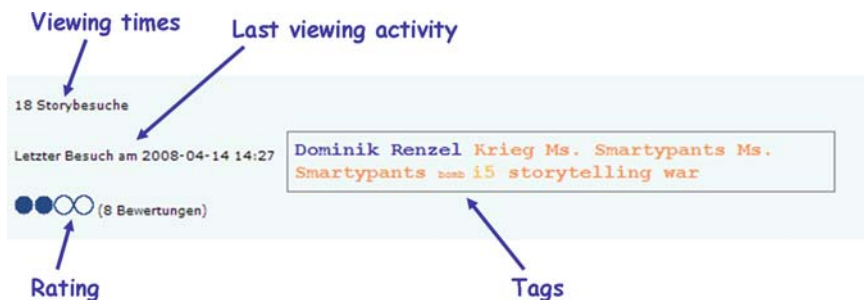 Viewing times
Last viewing activity
18 Storybesuche
Letzter Besuch am 2008-04-14 14:27
Dominik Renzel Krieg Ms. Smartypants Ms.
Smartypants bomb i5 storytelling war
(8 Bewertungen)
Rating
Tags